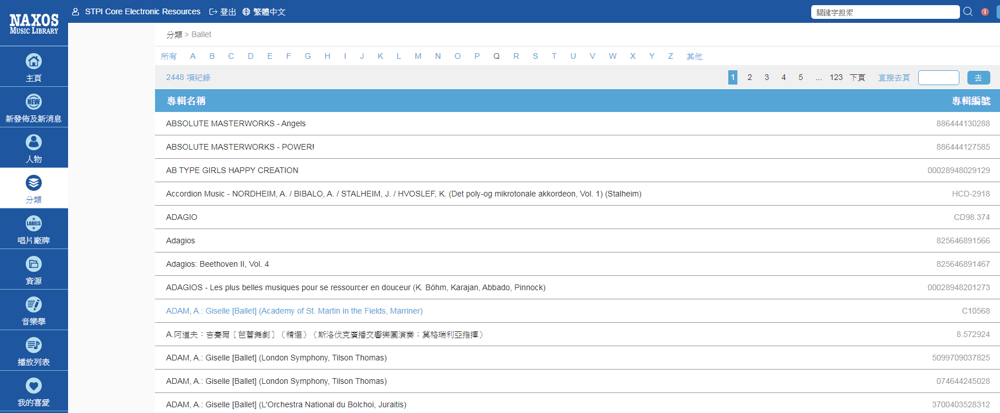 STPI Core Electronic Resources 登出 繁體中文 關鍵字搜索
NAXOS
MUSIC LIBRARY
主頁
NEW
新發佈及新消息
人物
分類
LABELS
唱片廠牌
資源
音樂學
播放列表
我的喜愛
分類 > Ballet
所有 A B C D E F G H I J K L M N O P Q R S T U V W X Y Z 其他
2448 項紀錄 1 2 3 4 5 ... 123 下頁 直接去頁 去
專輯名稱 專輯編號
ABSOLUTE MASTERWORKS - Angels 886444130288
ABSOLUTE MASTERWORKS - POWER! 886444127585
AB TYPE GIRLS HAPPY CREATION 00028948029129
Accordion Music - NORDHEIM, A. / BIBALO, A. / STALHEIM, J. / HVOSLEF, K. (Det poly-og mikrotonale akkordeon, Vol. 1) (Stalheim) HCD-2918
ADAGIO CD98.374
Adagios 825646891566
Adagios: Beethoven II, Vol. 4 825646891467
ADAGIOS - Les plus belles musiques pour se ressourcer en douceur (K. Böhm, Karajan, Abbado, Pinnock) 00028948201273
ADAM, A.: Giselle [Ballet] (Academy of St. Martin in the Fields, Marriner) C10568
A.阿道夫：吉賽爾〔芭蕾舞劇〕（精選）（斯洛伐克廣播交響樂團演奏；莫格瑞利亞指揮） 8.572924
ADAM, A.: Giselle [Ballet] (London Symphony, Tilson Thomas) 5099709037825
ADAM, A.: Giselle [Ballet] (London Symphony, Tilson Thomas) 074644245028
ADAM, A.: Giselle [Ballet] (L'Orchestra National du Bolchoi, Juraitis) 3700403528312